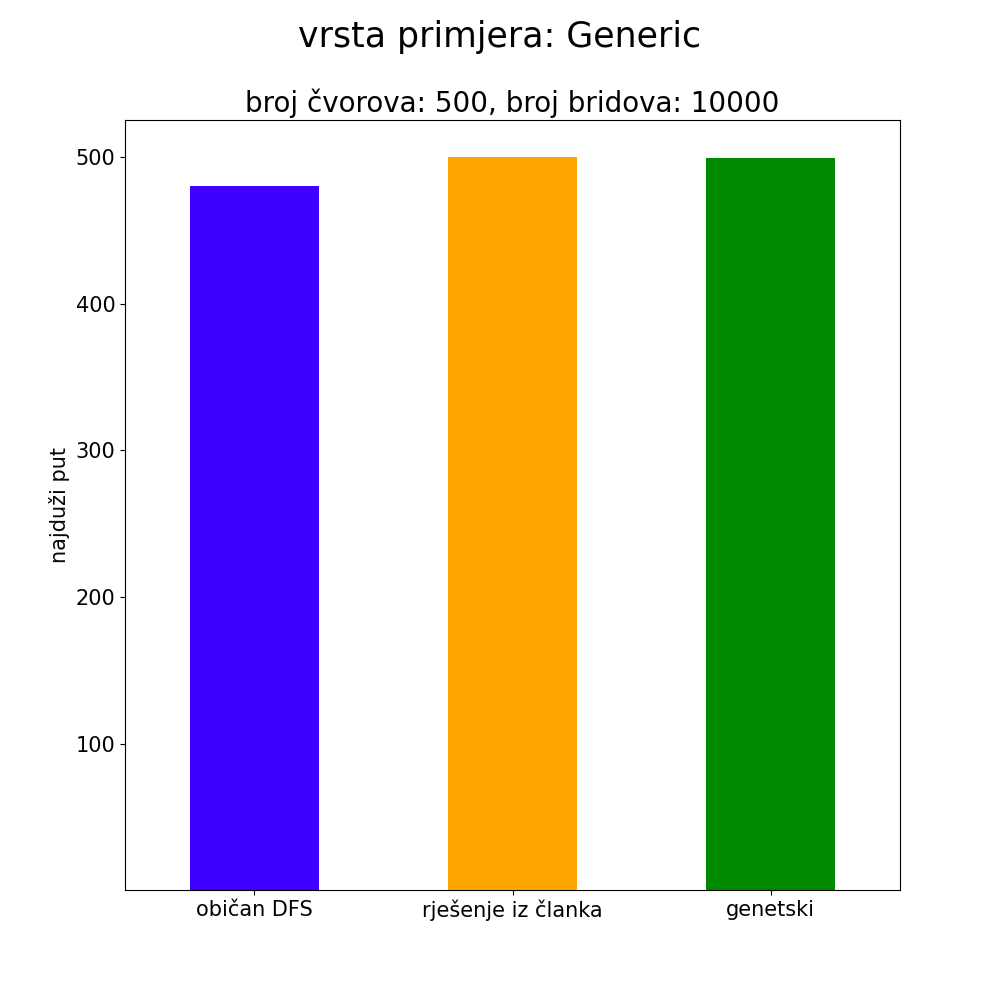 vrsta primjera: Generic
broj čvorova: 500, broj bridova: 10000
500
400
300
200
100
najduži put
običan DFS
rješenje iz članka
genetski